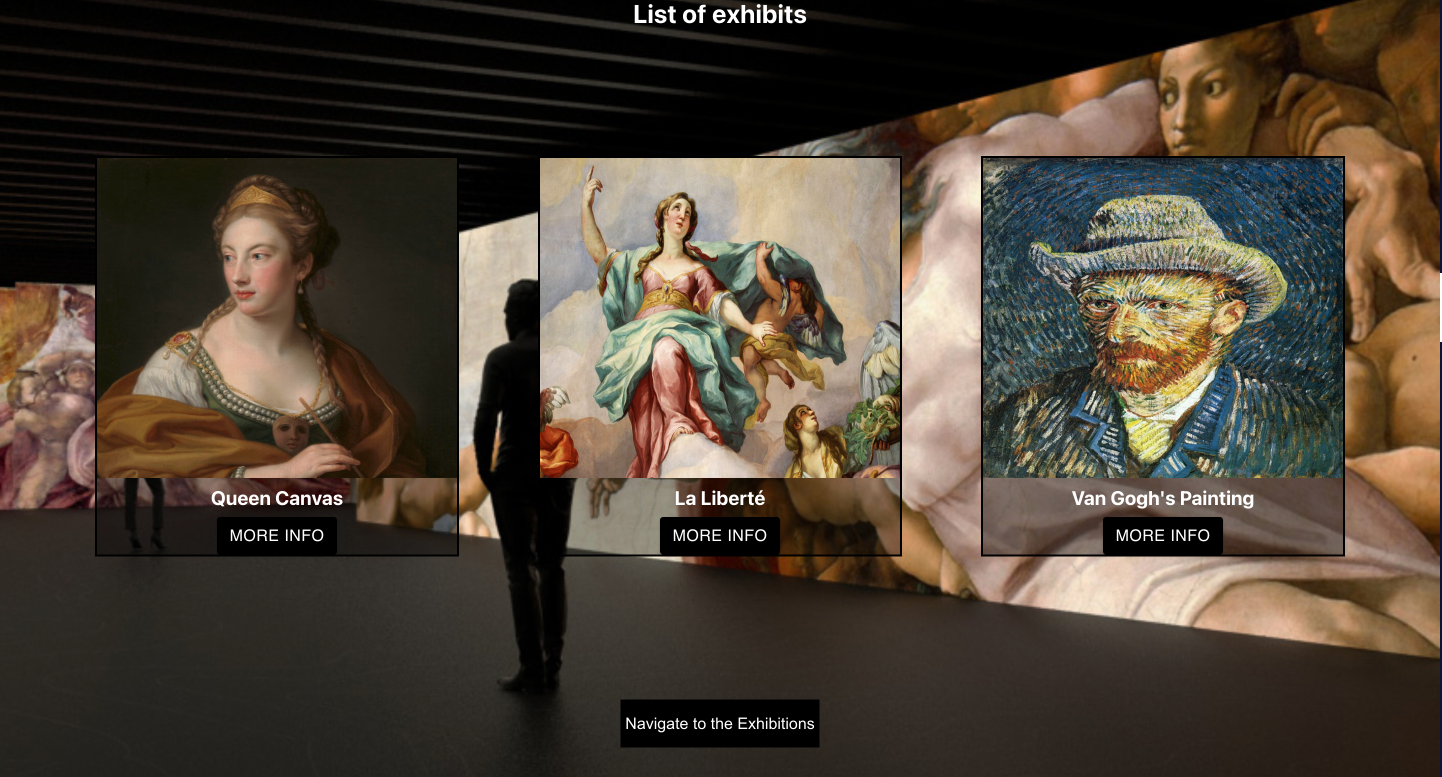 List of exhibits
Queen Canvas
La Liberté
Van Gogh's Painting
MORE INFO
MORE INFO
MORE INFO
Navigate to the Exhibitions